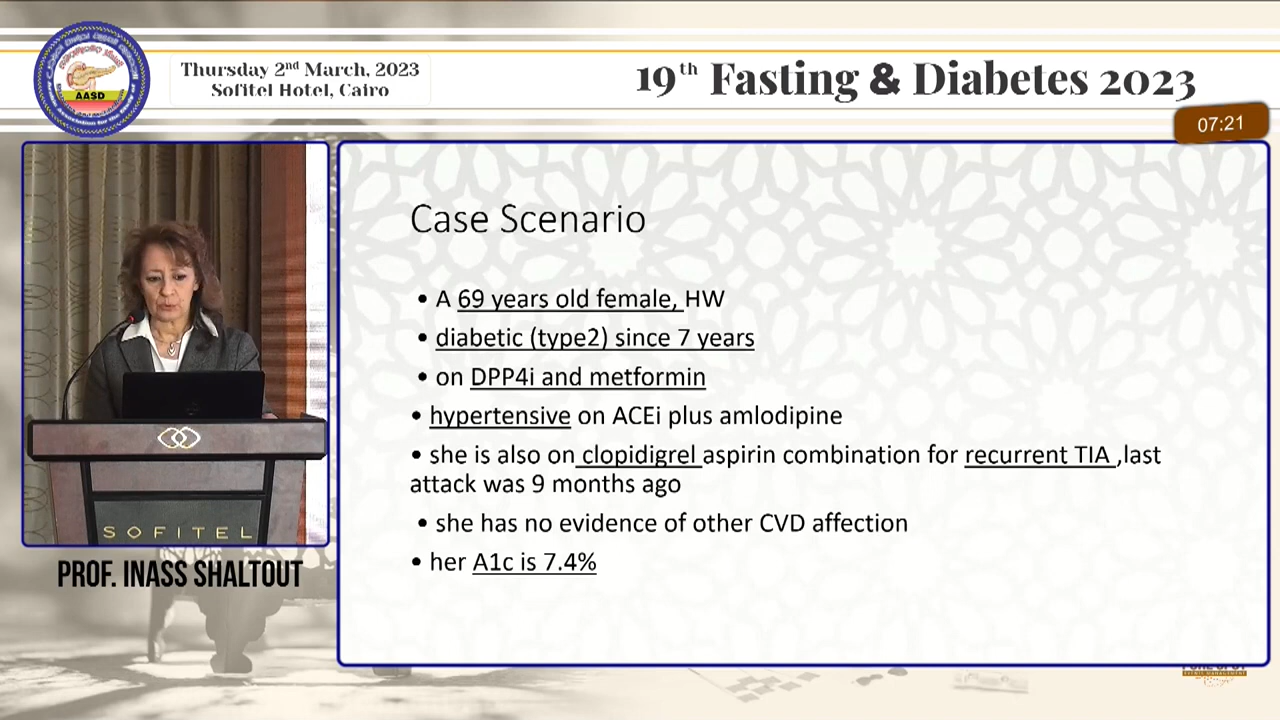 AASD
Thursday 2nd March, 2023
Sofitel Hotel, Cairo
19th Fasting & Diabetes 2023
07:21
Case Scenario
• A 69 years old female, HW
• diabetic (type2) since 7 years
• on DPP4i and metformin
• hypertensive on ACEi plus amlodipine
• she is also on clopidigrel aspirin combination for recurrent TIA ,last
attack was 9 months ago
• she has no evidence of other CVD affection
• her A1c is 7.4%
SOFITEL
PROF. INASS SHALTOUT